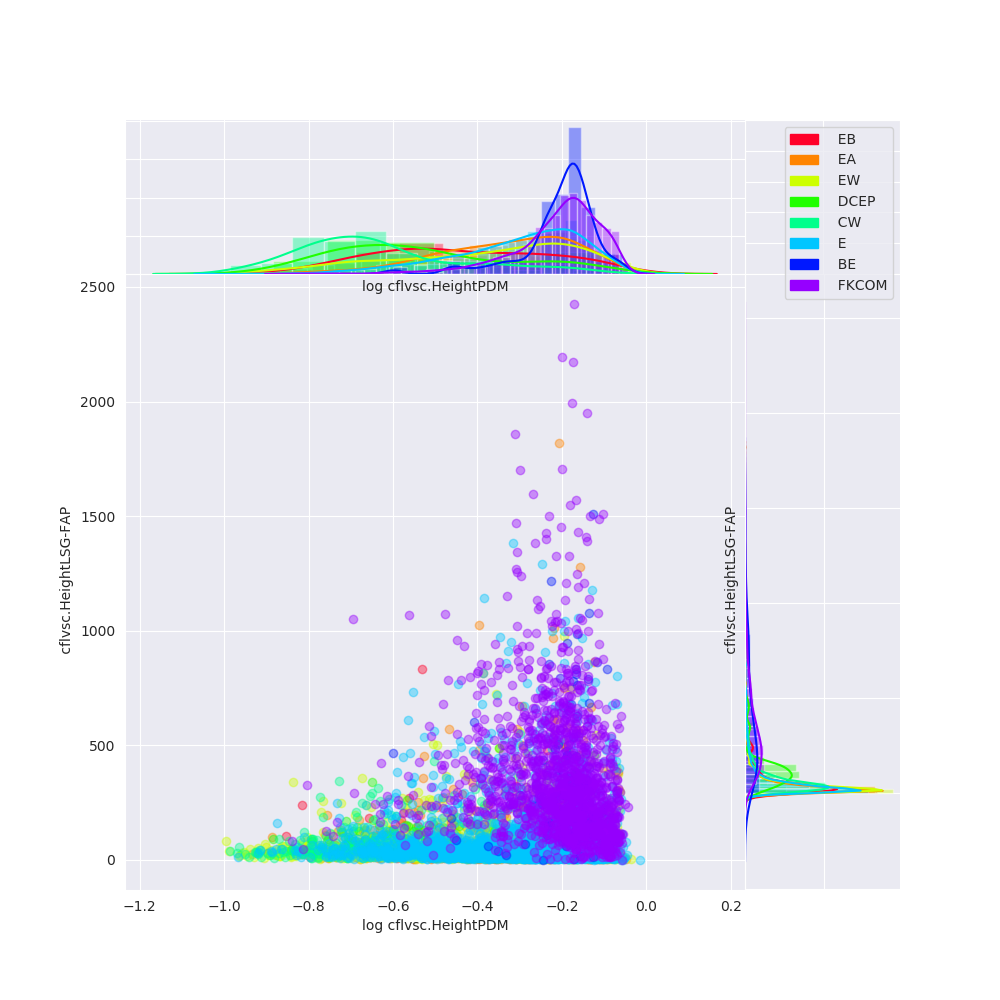 EB
EA
EW
DCEP
CW
E
BE
FKCOM
log cflvsc.HeightPDM
2500
2000
1500
1000
500
0
cflvsc.HeightLSG-FAP
cflvsc.HeightLSG-FAP
−1.2 −1.0 −0.8 −0.6 −0.4 −0.2 0.0 0.2
log cflvsc.HeightPDM